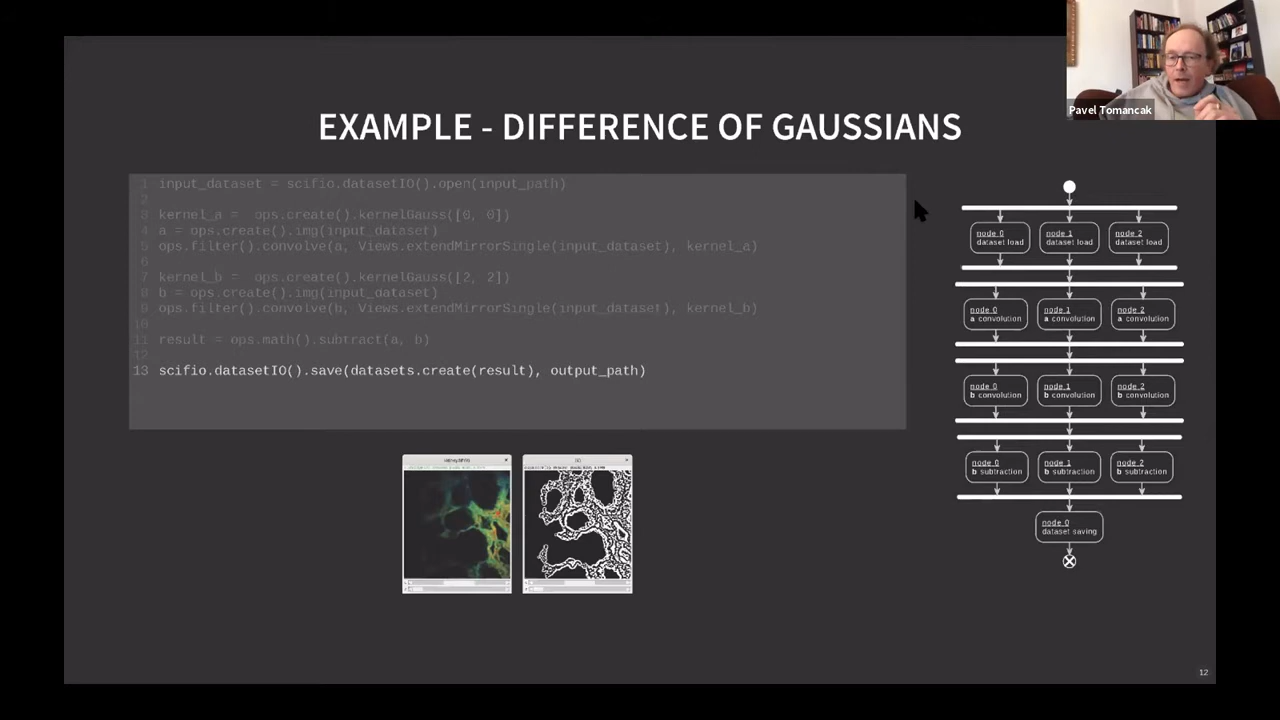 Pavel Tomancak
EXAMPLE - DIFFERENCE OF GAUSSIANS
1 input_dataset = scifio.datasetIO().open(input_path)
2
3 kernel_a =  ops.create().kernelGauss([0, 0])
4 a = ops.create().img(input_dataset)
5 ops.filter().convolve(a, Views.extendMirrorSingle(input_dataset), kernel_a)
6
7 kernel_b =  ops.create().kernelGauss([2, 2])
8 b = ops.create().img(input_dataset)
9 ops.filter().convolve(b, Views.extendMirrorSingle(input_dataset), kernel_b)
10
11 result = ops.math().subtract(a, b)
12
13 scifio.datasetIO().save(datasets.create(result), output_path)
node 0
dataset load
node 1
dataset load
node 2
dataset load
node 0
a convolution
node 1
a convolution
node 2
a convolution
node 0
b convolution
node 1
b convolution
node 2
b convolution
node 0
b subtraction
node 1
b subtraction
node 2
b subtraction
node 0
dataset saving
12